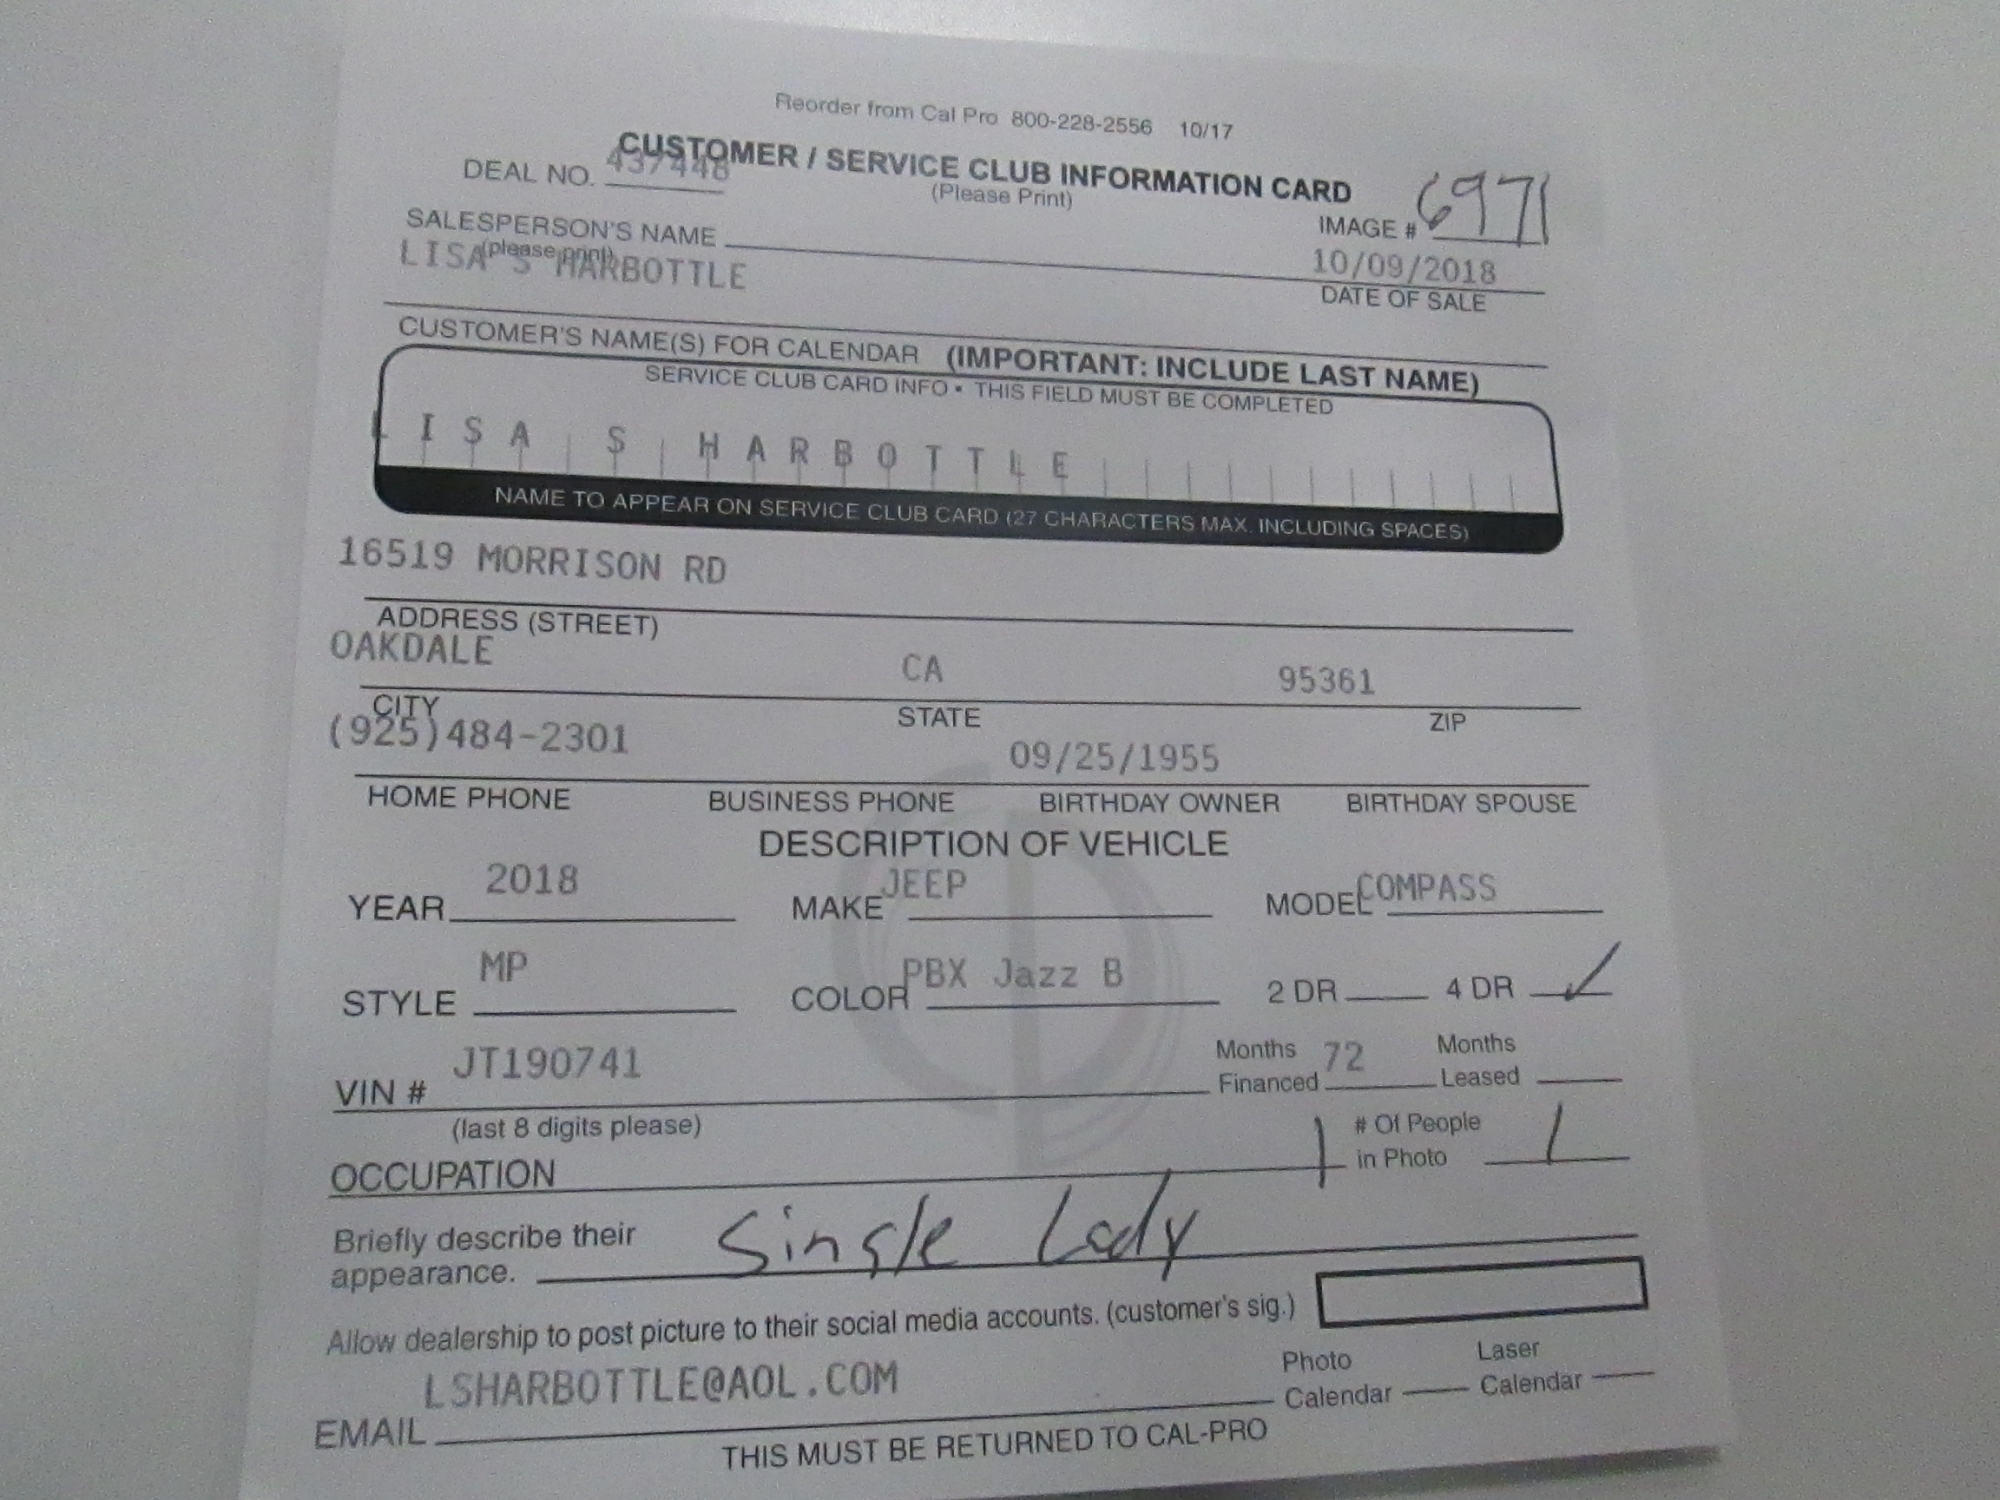 Reorder from Cal Pro 800-228-2556 10/17
CUSTOMER / SERVICE CLUB INFORMATION CARD
(Please Print)
DEAL NO. 437448
IMAGE # 6971
SALESPERSON'S NAME
(please print)
10/09/2018
DATE OF SALE
LISA S HARBOTTLE
CUSTOMER'S NAME(S) FOR CALENDAR (IMPORTANT: INCLUDE LAST NAME)
SERVICE CLUB CARD INFO • THIS FIELD MUST BE COMPLETED
LISA S HARBOTTLE
NAME TO APPEAR ON SERVICE CLUB CARD (27 CHARACTERS MAX. INCLUDING SPACES)
16519 MORRISON RD
ADDRESS (STREET)
OAKDALE CA 95361
CITY STATE ZIP
(925)484-2301 09/25/1955
HOME PHONE BUSINESS PHONE BIRTHDAY OWNER BIRTHDAY SPOUSE
DESCRIPTION OF VEHICLE
YEAR 2018 MAKE JEEP MODEL COMPASS
STYLE MP COLOR PBX Jazz B 2 DR 4 DR ✓
VIN # JT190741 Months Financed 72 Months Leased
(last 8 digits please)
OCCUPATION # Of People in Photo 1
Briefly describe their appearance. Single Lady
Allow dealership to post picture to their social media accounts. (customer's sig.)
EMAIL LSHARBOTTLE@AOL.COM Photo Calendar Laser Calendar
THIS MUST BE RETURNED TO CAL-PRO